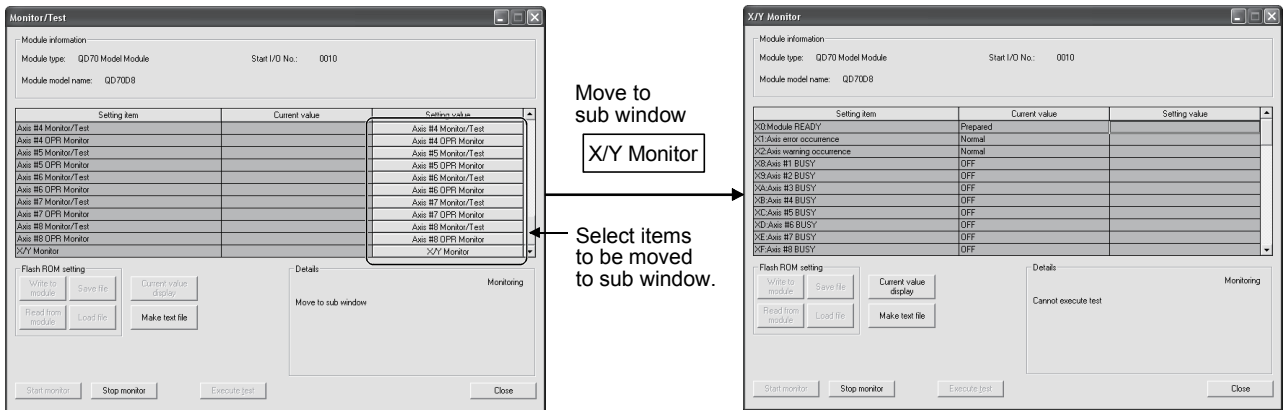 Monitor/Test
Module information
Module type: QD70 Model Module Start I/O No.: 0010
Module model name: QD70D8
Setting item Current value Setting value
Axis #4 Monitor/Test Axis #4 Monitor/Test
Axis #4 OPR Monitor Axis #4 OPR Monitor
Axis #5 Monitor/Test Axis #5 Monitor/Test
Axis #5 OPR Monitor Axis #5 OPR Monitor
Axis #6 Monitor/Test Axis #6 Monitor/Test
Axis #6 OPR Monitor Axis #6 OPR Monitor
Axis #7 Monitor/Test Axis #7 Monitor/Test
Axis #7 OPR Monitor Axis #7 OPR Monitor
Axis #8 Monitor/Test Axis #8 Monitor/Test
Axis #8 OPR Monitor Axis #8 OPR Monitor
X/Y Monitor X/Y Monitor
Flash ROM setting
Write to
module
Save file
Current value
display
Read from
module
Load file
Make text file
Details
Monitoring
Move to sub window
Start monitor Stop monitor Execute test Close
Move to
sub window
X/Y Monitor
Select items
to be moved
to sub window.
X/Y Monitor
Module information
Module type: QD70 Model Module Start I/O No.: 0010
Module model name: QD70D8
Setting item Current value Setting value
X0:Module READY Prepared
X1:Axis error occurrence Normal
X2:Axis warning occurrence Normal
X8:Axis #1 BUSY OFF
X9:Axis #2 BUSY OFF
XA:Axis #3 BUSY OFF
XB:Axis #4 BUSY OFF
XC:Axis #5 BUSY OFF
XD:Axis #6 BUSY OFF
XE:Axis #7 BUSY OFF
XF:Axis #8 BUSY OFF
Flash ROM setting
Write to
module
Save file
Current value
display
Read from
module
Load file
Make text file
Details
Monitoring
Cannot execute test
Start monitor Stop monitor Execute test Close